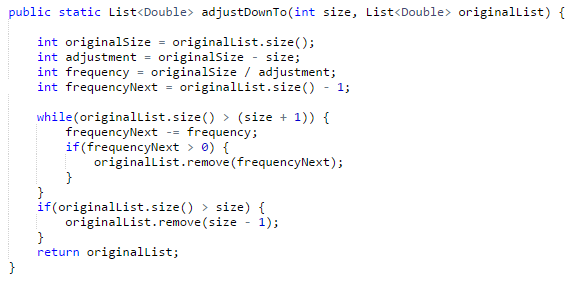 public static List<Double> adjustDownTo(int size, List<Double> originalList) {
int originalSize = originalList.size();
int adjustment = originalSize - size;
int frequency = originalSize / adjustment;
int frequencyNext = originalList.size() - 1;
while(originalList.size() > (size + 1)) {
frequencyNext -= frequency;
if(frequencyNext > 0) {
originalList.remove(frequencyNext);
}
}
if(originalList.size() > size) {
originalList.remove(size - 1);
}
return originalList;
}